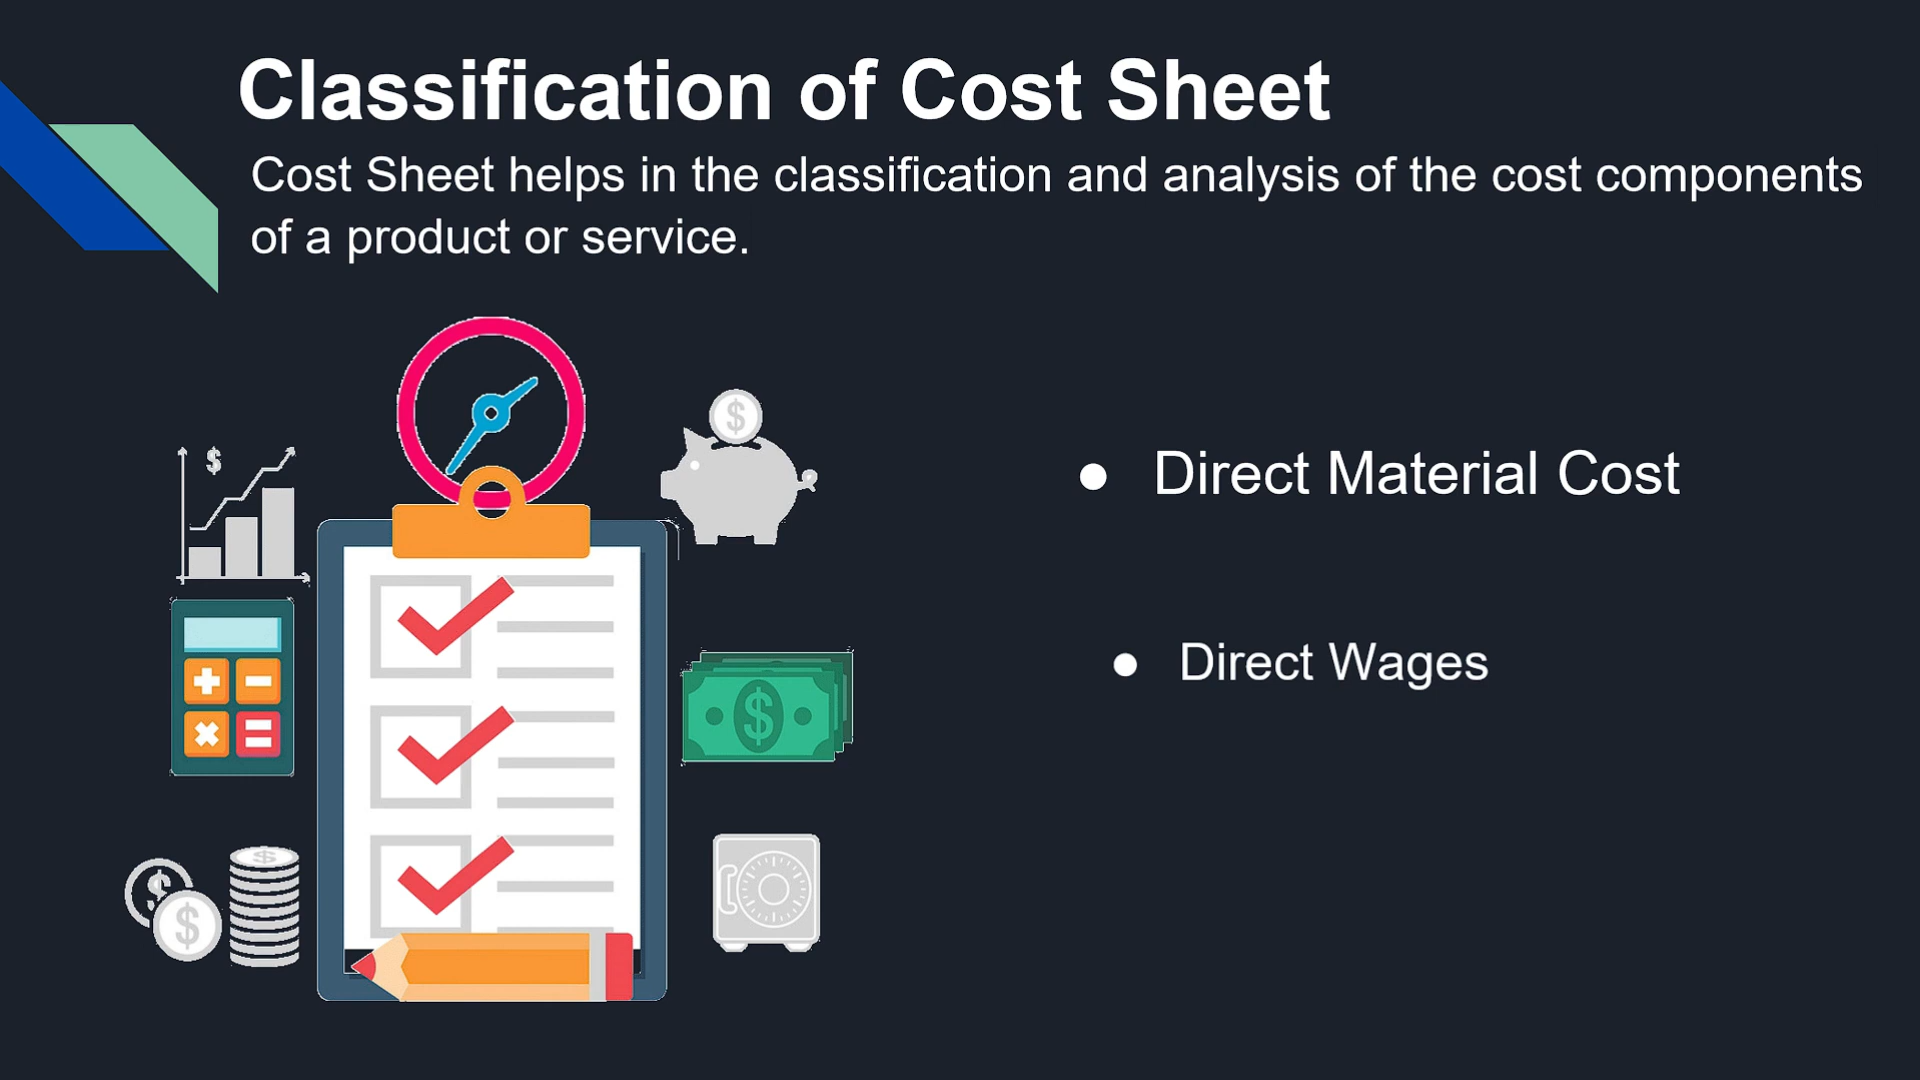 Classification of Cost Sheet
Cost Sheet helps in the classification and analysis of the cost components
of a product or service.
● Direct Material Cost
● Direct Wages